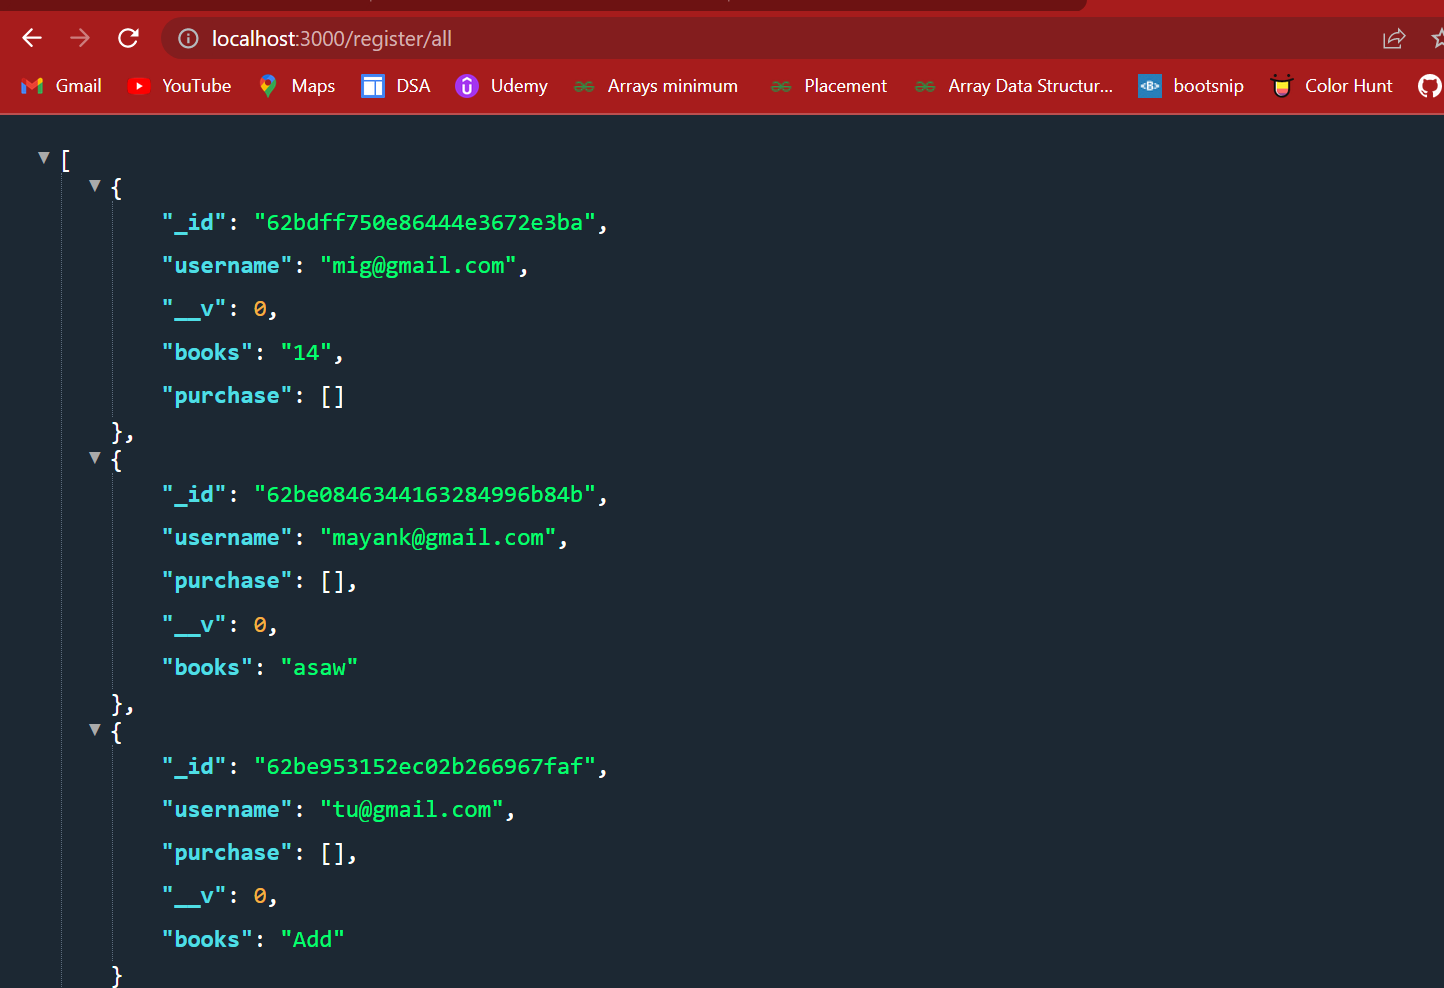 localhost:3000/register/all
Gmail YouTube Maps DSA Udemy Arrays minimum Placement Array Data Structur... <B> bootsnip Color Hunt
[
{
"_id": "62bdff750e86444e3672e3ba",
"username": "mig@gmail.com",
"__v": 0,
"books": "14",
"purchase": []
},
{
"_id": "62be0846344163284996b84b",
"username": "mayank@gmail.com",
"purchase": [],
"__v": 0,
"books": "asaw"
},
{
"_id": "62be953152ec02b266967faf",
"username": "tu@gmail.com",
"purchase": [],
"__v": 0,
"books": "Add"
}